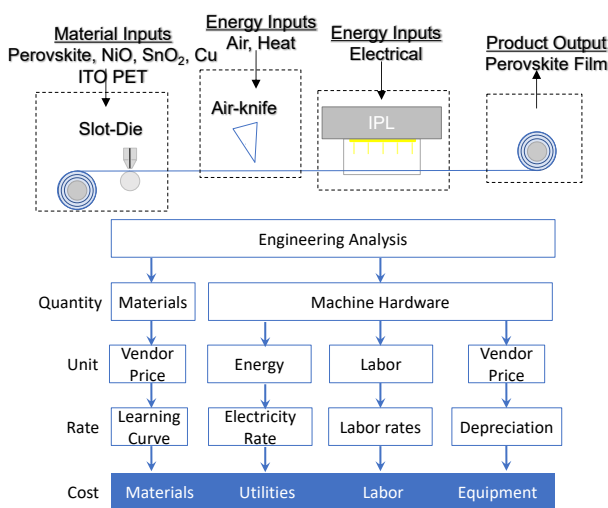 Material Inputs
Perovskite, NiO, SnO₂, Cu
ITO PET
Energy Inputs
Air, Heat
Energy Inputs
Electrical
Product Output
Perovskite Film
Slot-Die
Air-knife
IPL
Engineering Analysis
Quantity
Materials
Machine Hardware
Unit
Vendor
Price
Energy
Labor
Vendor
Price
Rate
Learning
Curve
Electricity
Rate
Labor rates
Depreciation
Cost
Materials
Utilities
Labor
Equipment